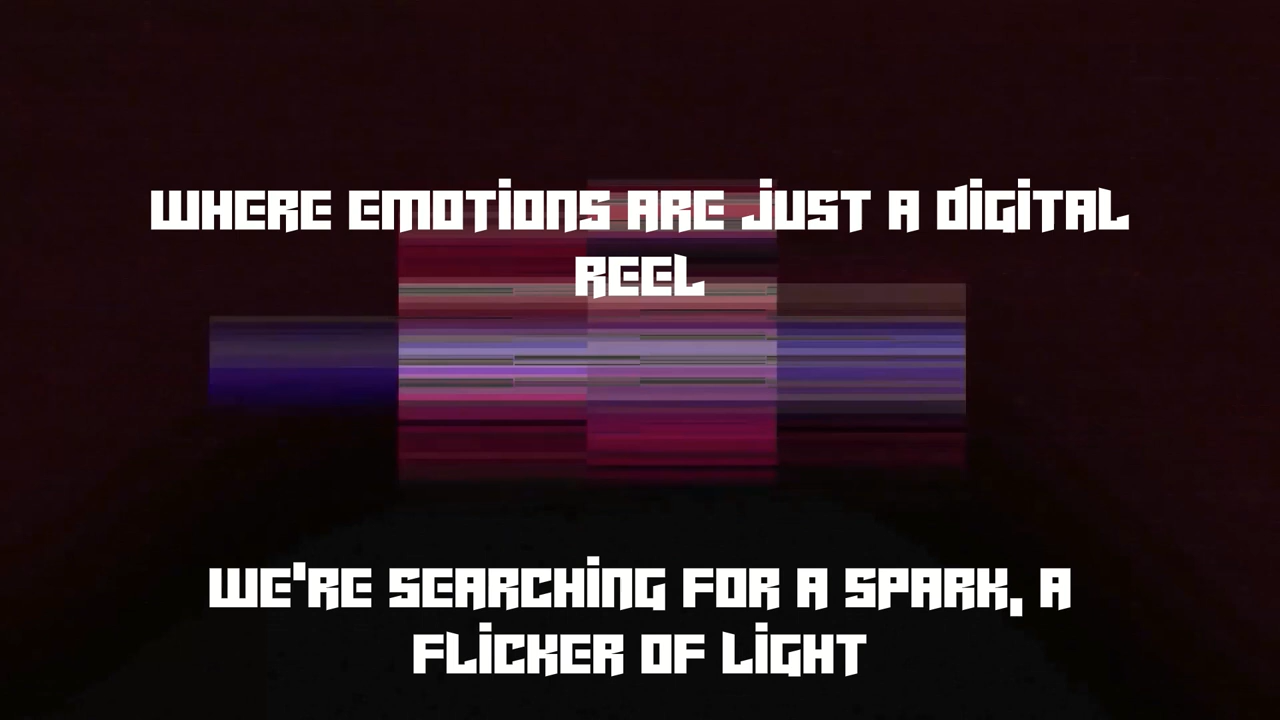 WHERE EMOTIONS ARE JUST A DIGITAL
REEL
WE'RE SEARCHING FOR A SPARK, A
FLICKER OF LIGHT